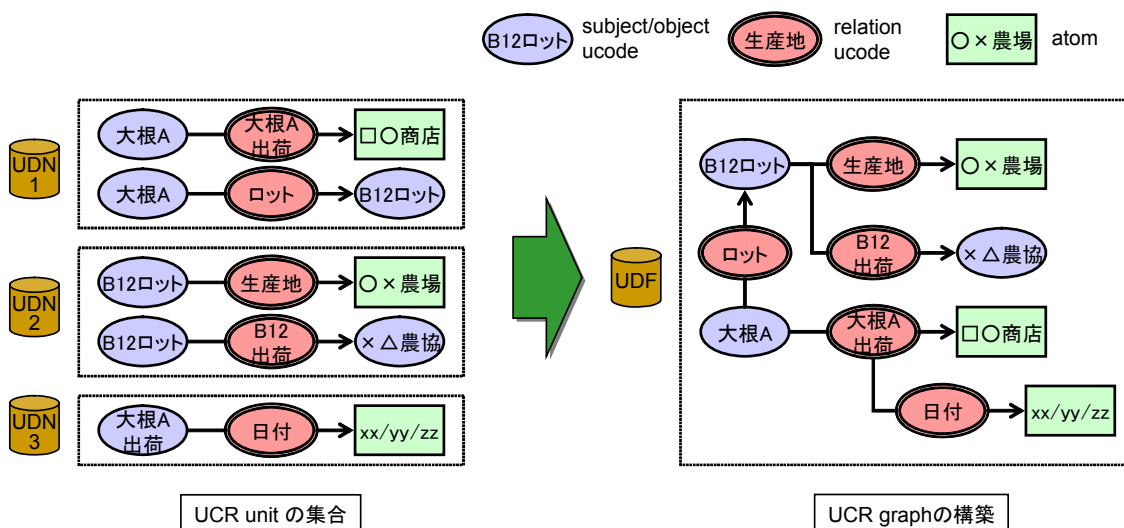 B12ロット
subject/object
ucode
生産地
relation
ucode
○×農場
atom
UDN
1
大根A
大根A
出荷
□○商店
大根A
ロット
B12ロット
UDN
2
B12ロット
生産地
○×農場
B12ロット
B12
出荷
×△農協
UDN
3
大根A
出荷
日付
xx/yy/zz
UCR unit の集合
UDF
B12ロット
生産地
○×農場
ロット
B12
出荷
×△農協
大根A
大根A
出荷
□○商店
日付
xx/yy/zz
UCR graphの構築